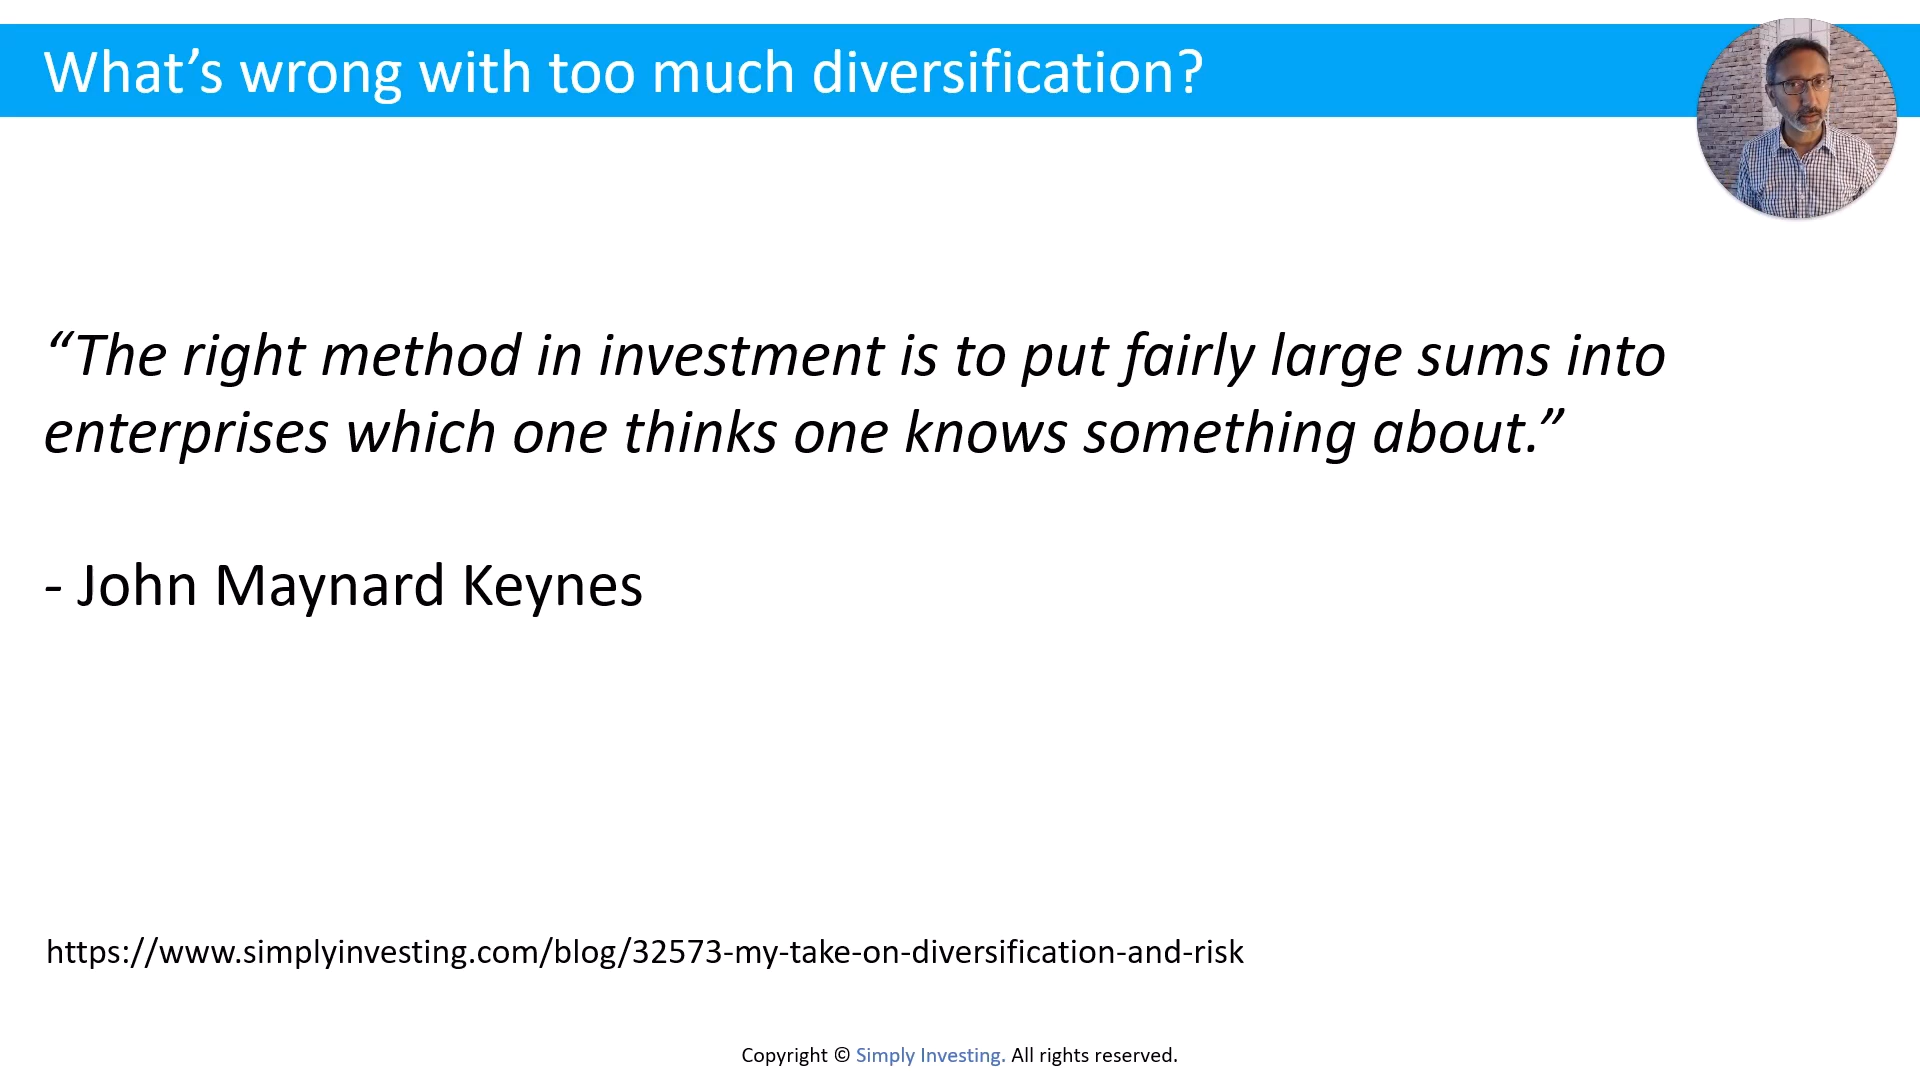 What’s wrong with too much diversification?
“The right method in investment is to put fairly large sums into
enterprises which one thinks one knows something about.”
- John Maynard Keynes
https://www.simplyinvesting.com/blog/32573-my-take-on-diversification-and-risk
Copyright © Simply Investing. All rights reserved.